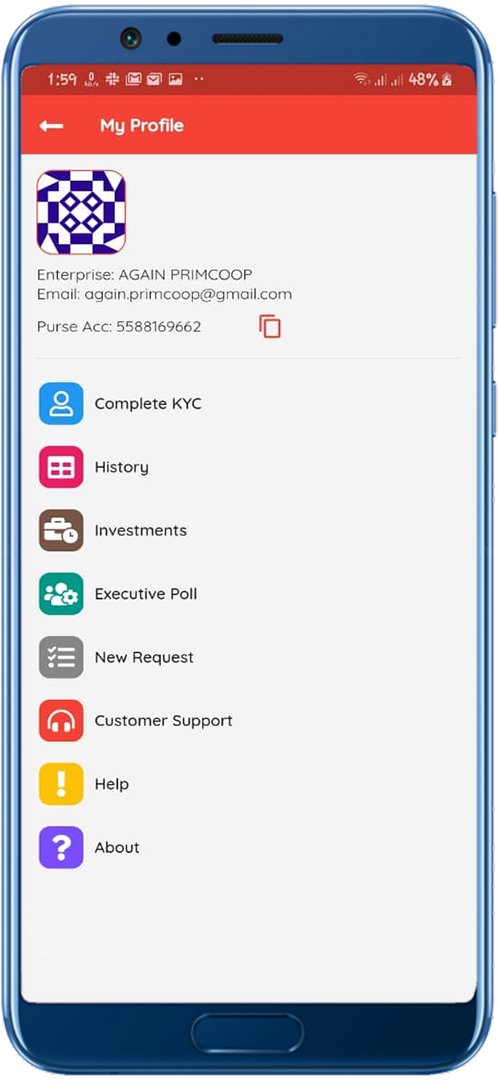 1:59 48%
My Profile
Enterprise: AGAIN PRIMCOOP
Email: again.primcoop@gmail.com
Purse Acc: 5588169662
Complete KYC
History
Investments
Executive Poll
New Request
Customer Support
Help
About